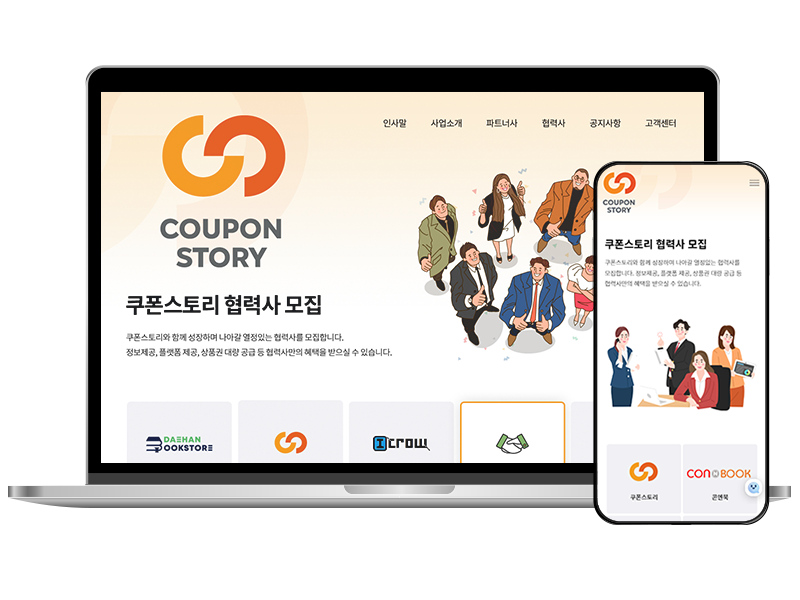 인사말 사업소개 파트너사 협력사 공지사항 고객센터
COUPON
STORY
쿠폰스토리 협력사 모집
쿠폰스토리와 함께 성장하며 나아갈 열정있는 협력사를 모집합니다.
정보제공, 플랫폼 제공, 상품권 대량 공급 등 협력사만의 혜택을 받으실 수 있습니다.
DAEHAN
BOOKSTORE
CROW
COUPON
STORY
쿠폰스토리 협력사 모집
쿠폰스토리와 함께 성장하며 나아갈 열정있는 협력사를
모집합니다. 정보제공, 플랫폼 제공, 상품권 대량 공급 등
협력사만의 혜택을 받으실 수 있습니다.
쿠폰스토리
CON BOOK
콘앤북